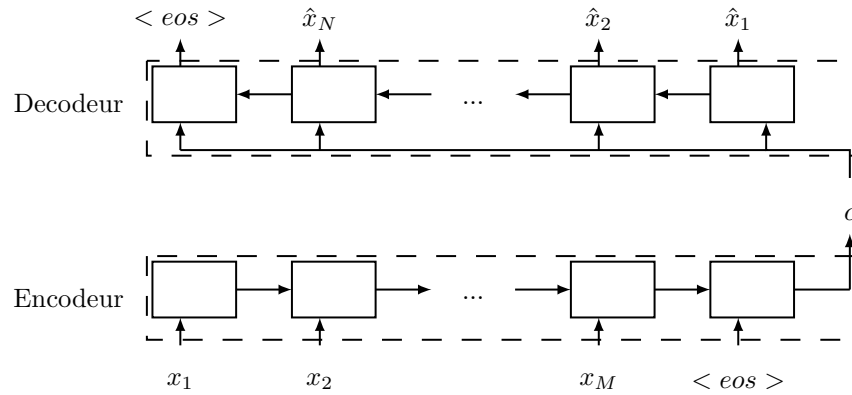 < eos > x̂_N x̂_2 x̂_1
Decodeur
...
c
Encodeur
...
x_1 x_2 x_M < eos >